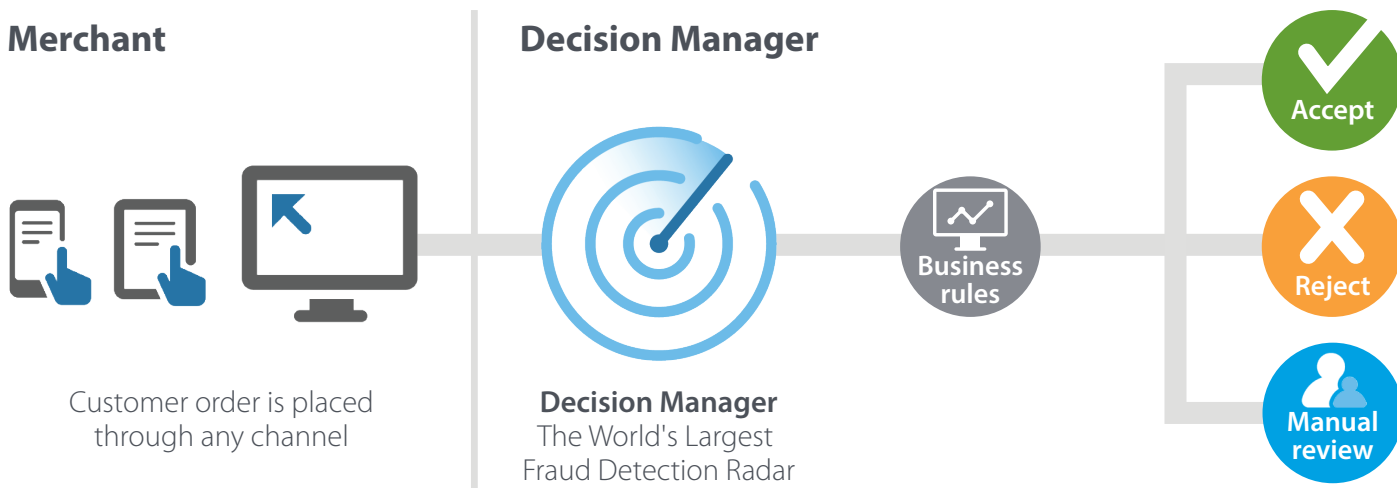 Merchant
Decision Manager
Accept
Business
rules
Reject
Customer order is placed
through any channel
Decision Manager
The World's Largest
Fraud Detection Radar
Manual
review